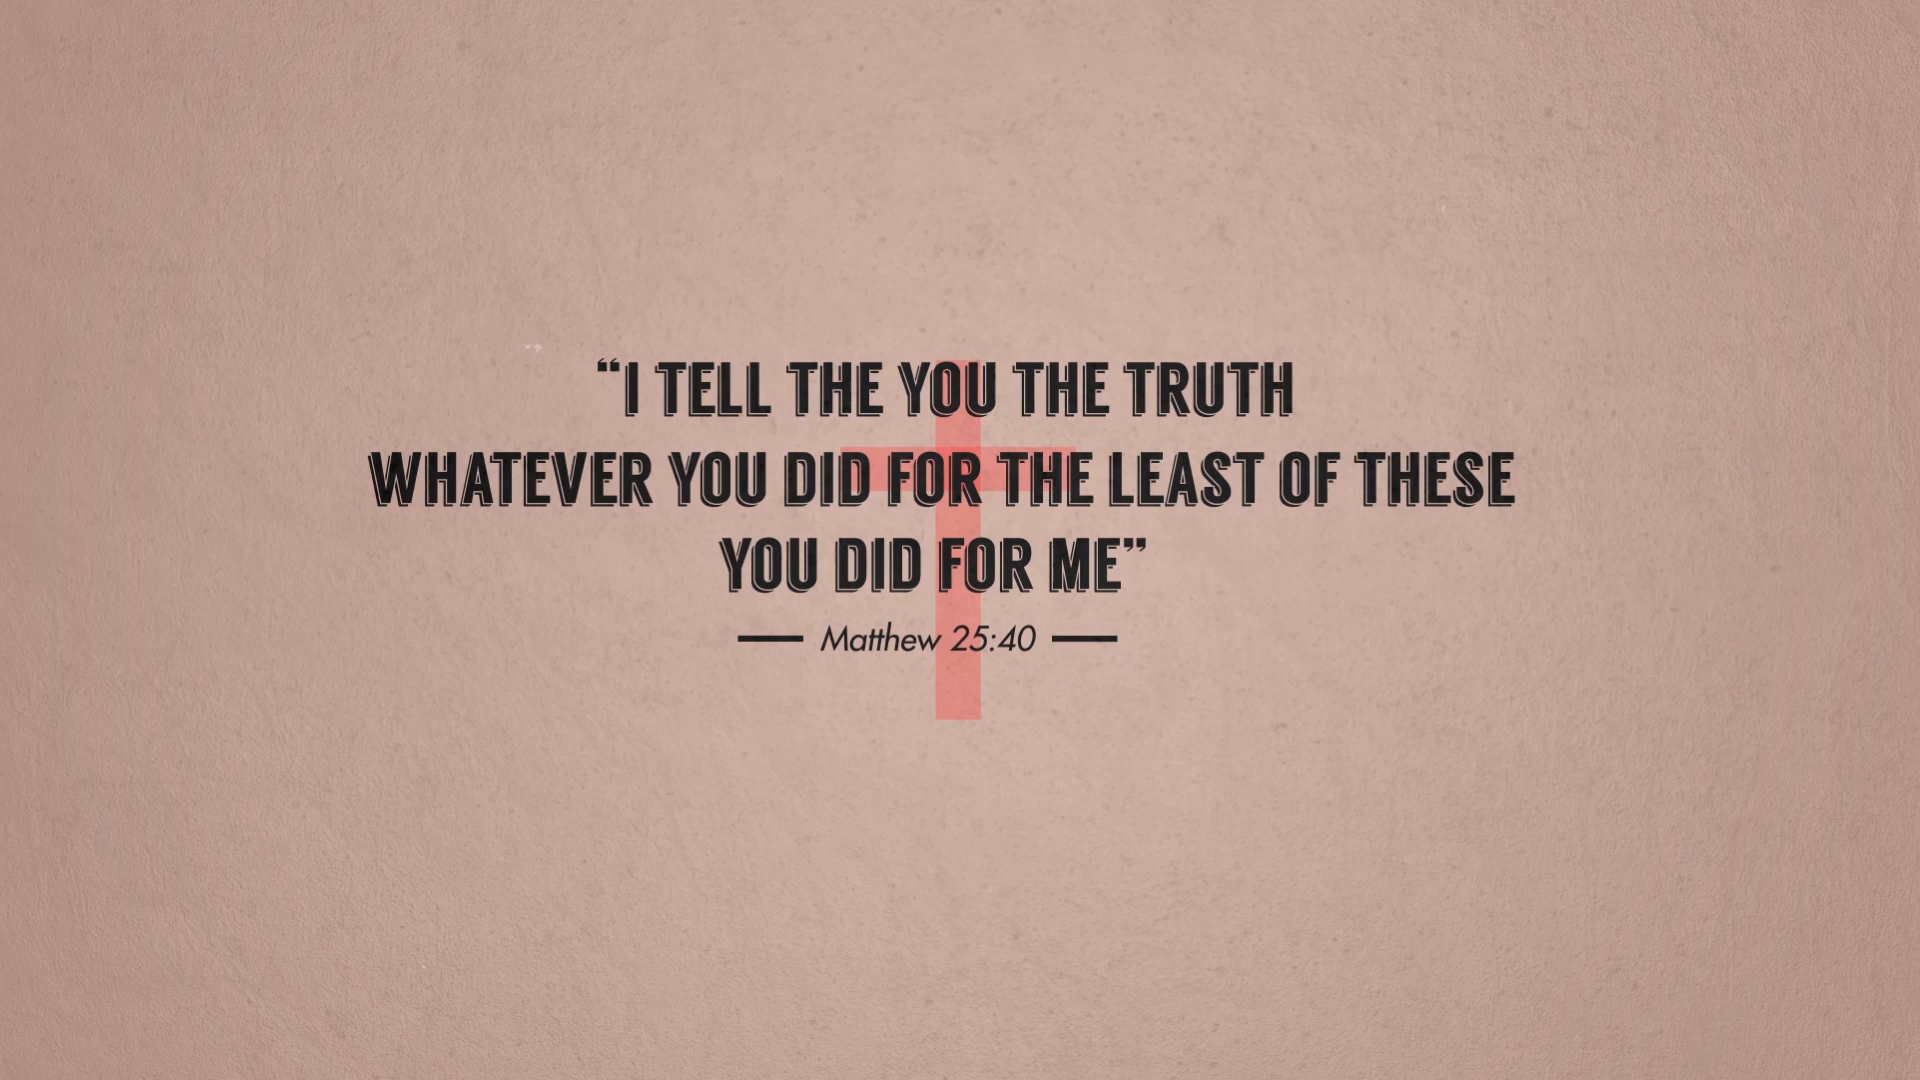 “I TELL THE YOU THE TRUTH
WHATEVER YOU DID FOR THE LEAST OF THESE
YOU DID FOR ME”
Matthew 25:40